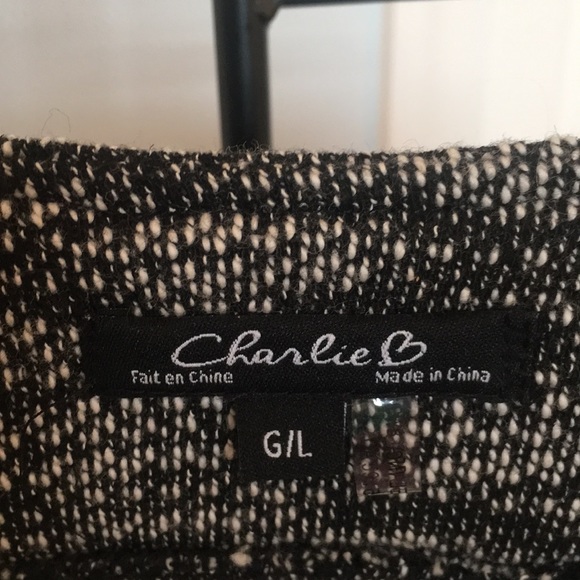 Charlie B
Fait en Chine Made in China
G/L